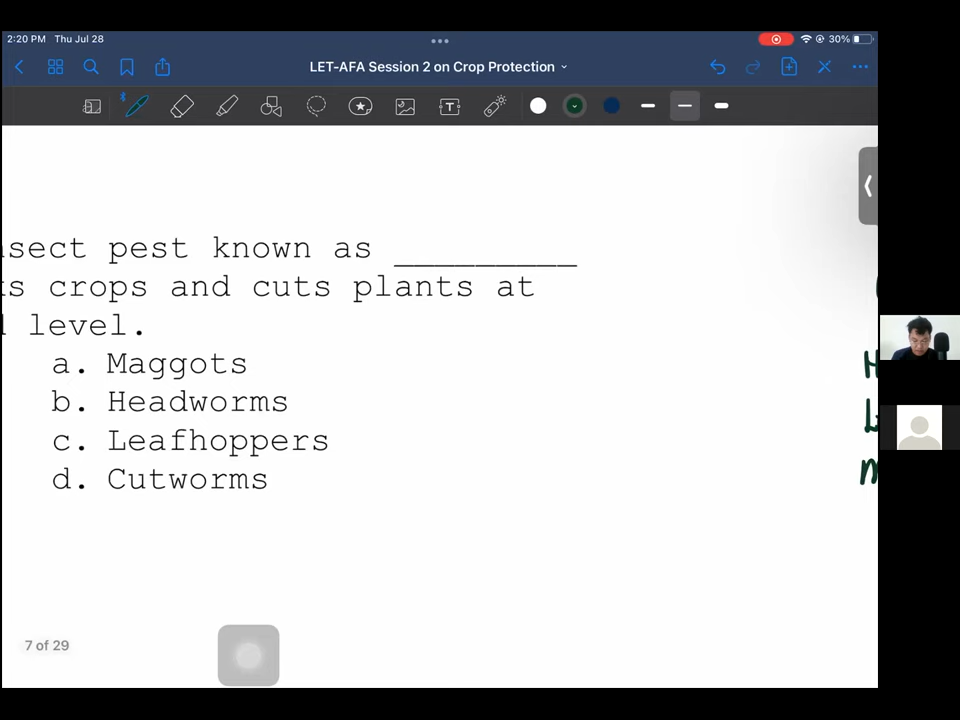 2:20 PM Thu Jul 28
30%
LET-AFA Session 2 on Crop Protection
T
pest known as __________
crops and cuts plants at
level.
a. Maggots
b. Headworms
c. Leafhoppers
d. Cutworms
7 of 29